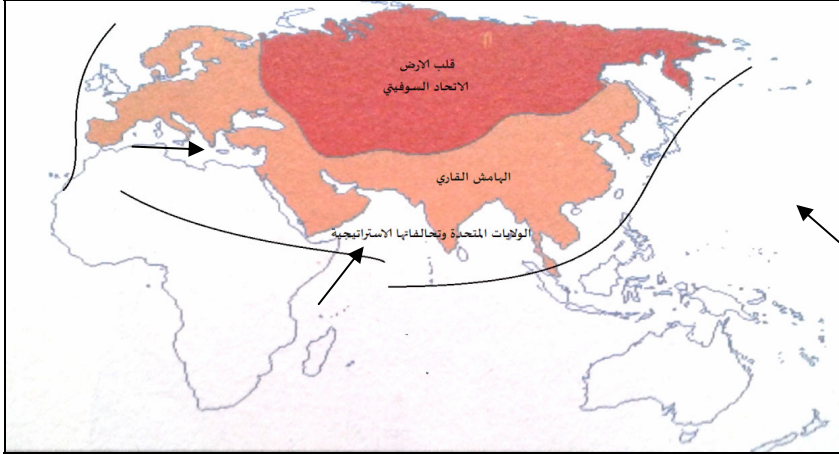 قلب الارض
الاتحاد السوفيتي
الهامش القاري
الولايات المتحدة وتحالفاتها الاستراتيجية